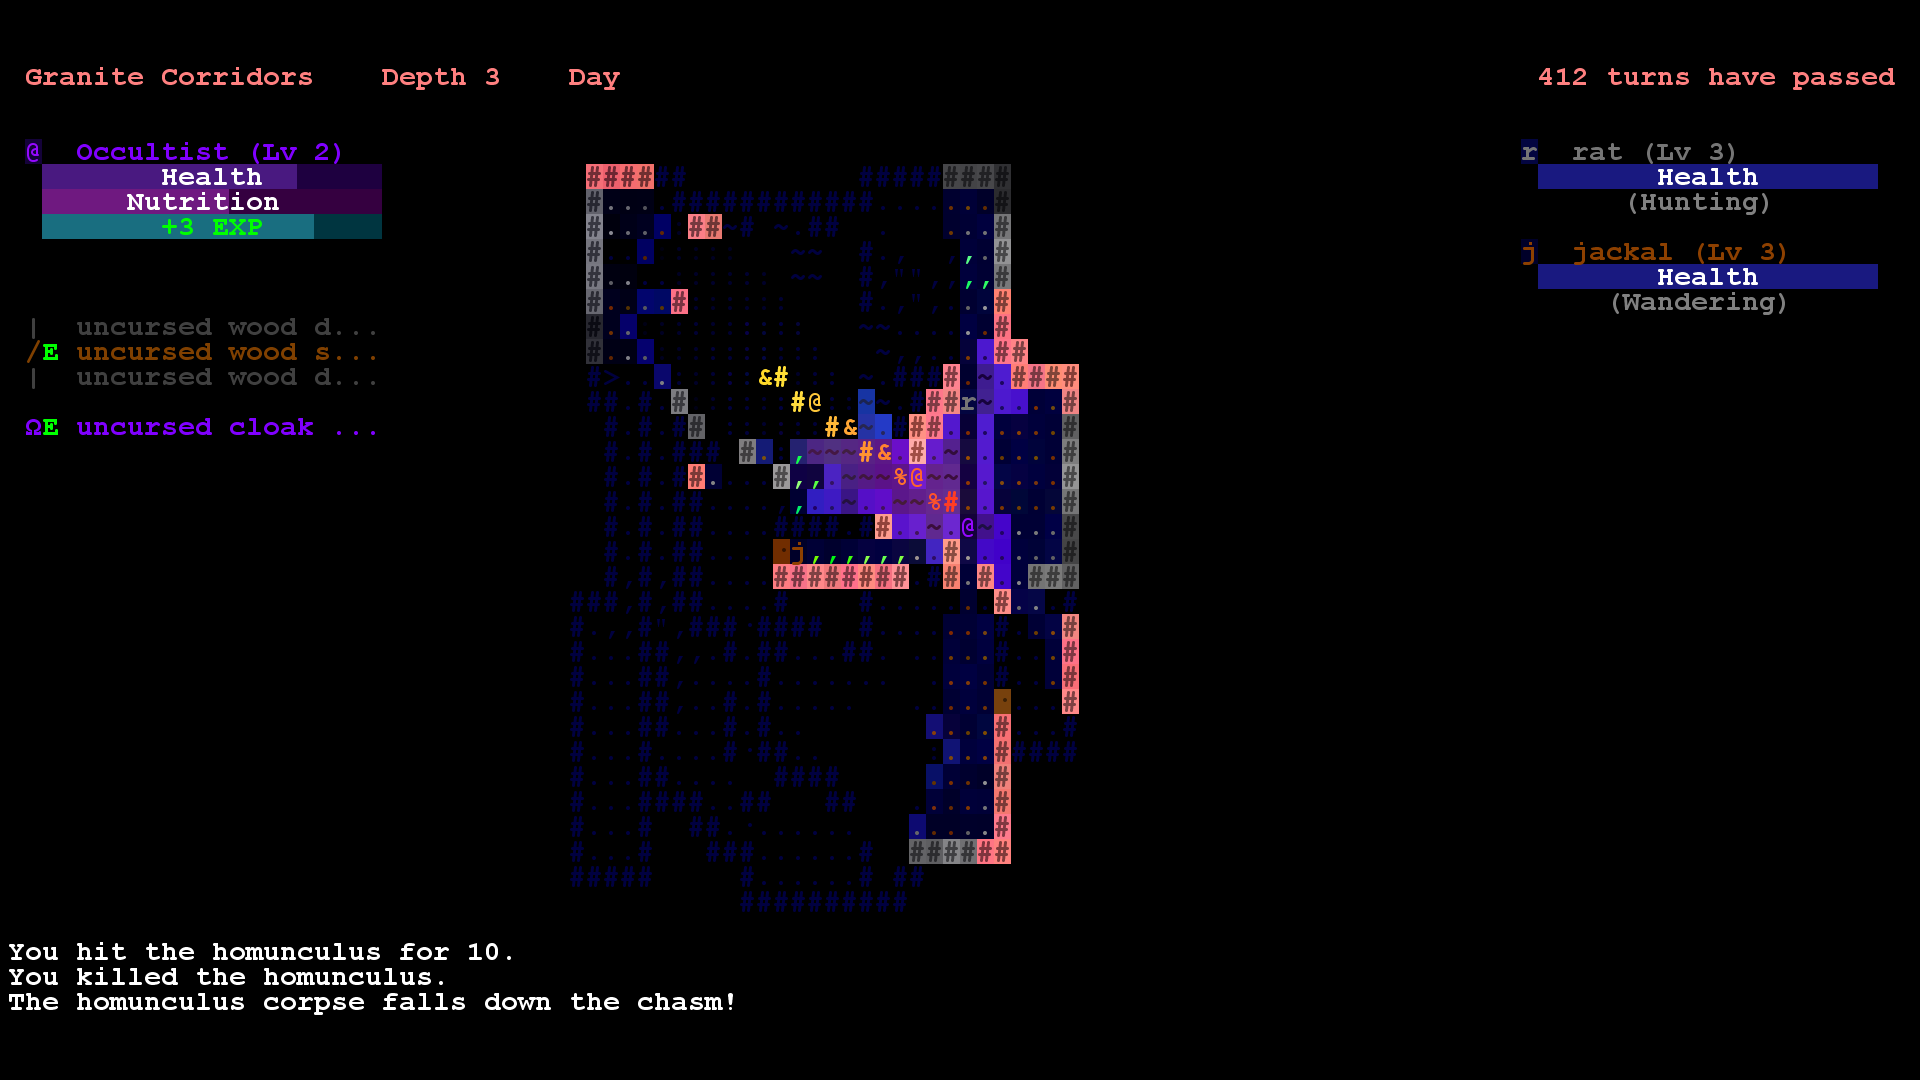 Granite Corridors Depth 3 Day
412 turns have passed
@ Occultist (Lv 2)
Health
Nutrition
+3 EXP
| uncursed wood d...
/E uncursed wood s...
| uncursed wood d...
ΩE uncursed cloak ...
r rat (Lv 3)
Health
(Hunting)
j jackal (Lv 3)
Health
(Wandering)
You hit the homunculus for 10.
You killed the homunculus.
The homunculus corpse falls down the chasm!